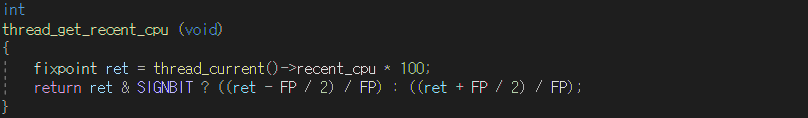 int
thread_get_recent_cpu (void)
{
    fixpoint ret = thread_current()->recent_cpu * 100;
    return ret & SIGNBIT ? ((ret - FP / 2) / FP) : ((ret + FP / 2) / FP);
}